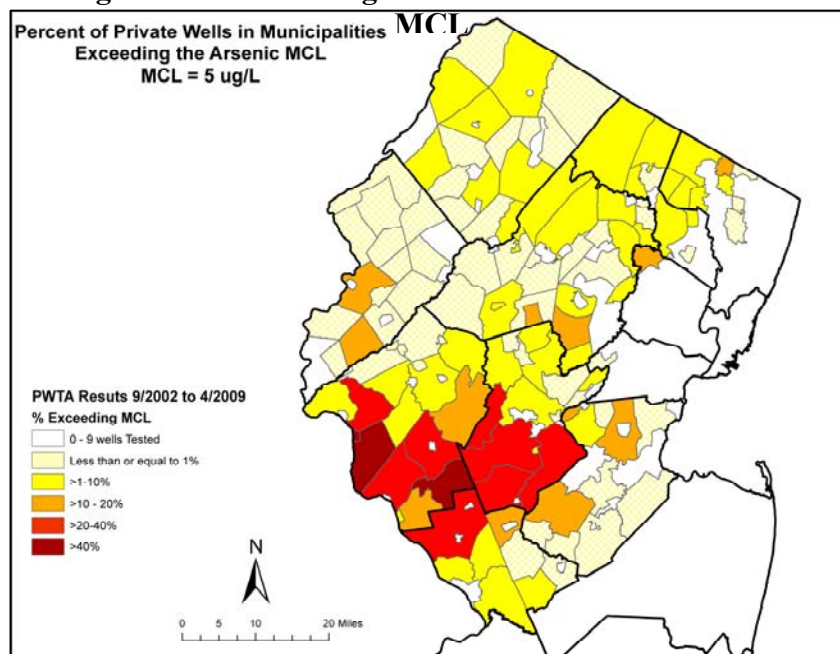 MCL
Percent of Private Wells in Municipalities
Exceeding the Arsenic MCL
MCL = 5 ug/L
PWTA Resuts 9/2002 to 4/2009
% Exceeding MCL
0 - 9 wells Tested
Less than or equal to 1%
>1-10%
>10 - 20%
>20-40%
>40%
N
0 5 10 20 Miles